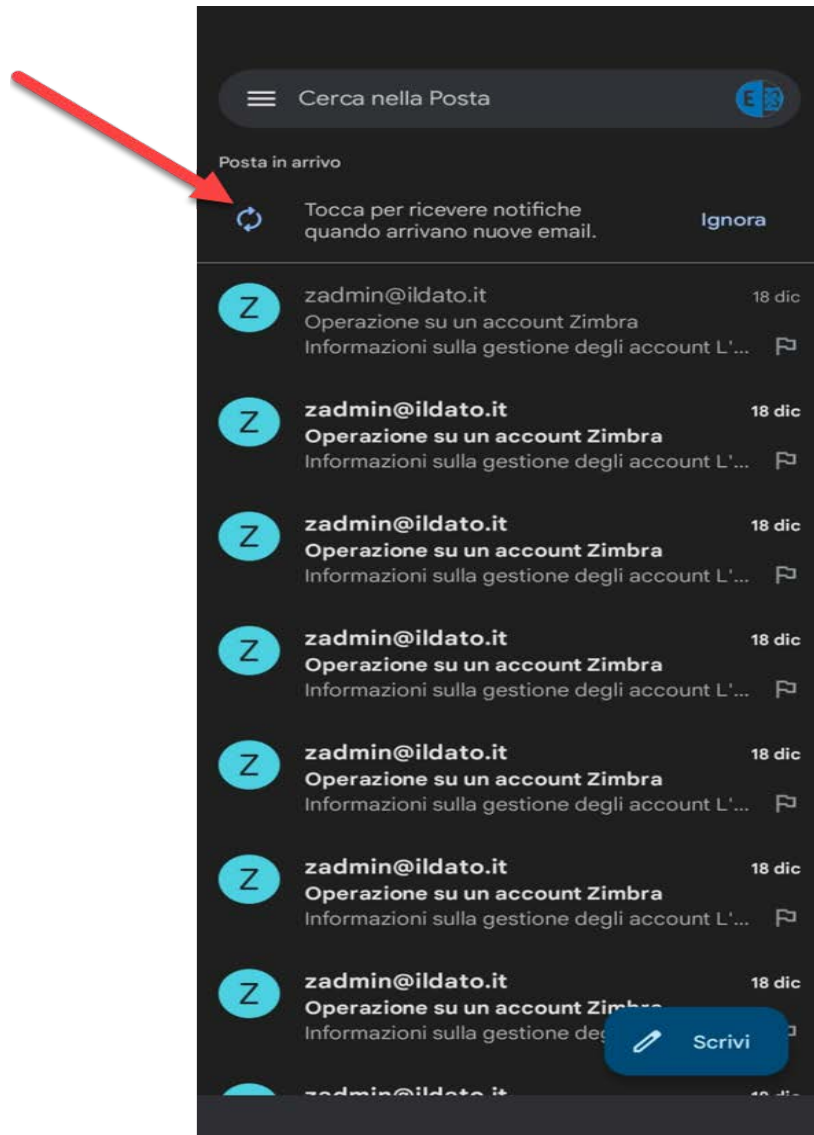 Cerca nella Posta
E
Posta in arrivo
Tocca per ricevere notifiche
quando arrivano nuove email.
Ignora
Z
zadmin@ildato.it
18 dic
Operazione su un account Zimbra
Informazioni sulla gestione degli account L'...
Z
zadmin@ildato.it
18 dic
Operazione su un account Zimbra
Informazioni sulla gestione degli account L'...
Z
zadmin@ildato.it
18 dic
Operazione su un account Zimbra
Informazioni sulla gestione degli account L'...
Z
zadmin@ildato.it
18 dic
Operazione su un account Zimbra
Informazioni sulla gestione degli account L'...
Z
zadmin@ildato.it
18 dic
Operazione su un account Zimbra
Informazioni sulla gestione degli account L'...
Z
zadmin@ildato.it
18 dic
Operazione su un account Zimbra
Informazioni sulla gestione degli account L'...
Z
zadmin@ildato.it
18 dic
Operazione su un account Zimbra
Informazioni sulla gestione
Scrivi
zadmin@ildato.it
18 dic